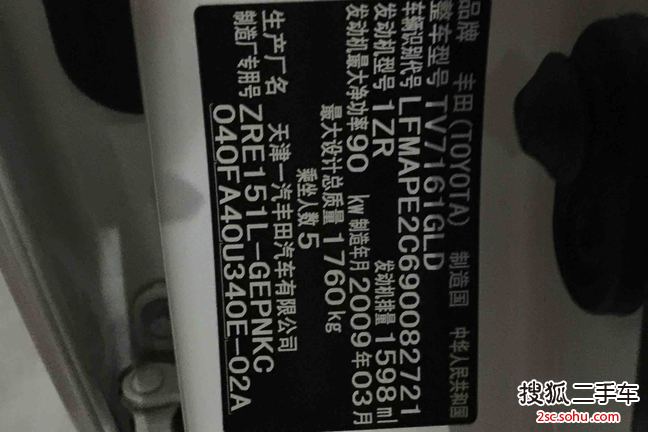 品牌 丰田(TOYOTA) 制造国 中华人民共和国
整车型号 TV7161GLD
车辆识别代号 LFMAPE2C690082721
发动机型号 1ZR 发动机排量 1598ml
发动机最大净功率 90 kW 制造年月 2009年03月
最大设计总质量 1760kg
乘坐人数 5
生产厂名 天津一汽丰田汽车有限公司
制造厂专用号 ZRE151L-GEPNKC
040FA40U340E-02A
搜狐二手车
2sc.sohu.com